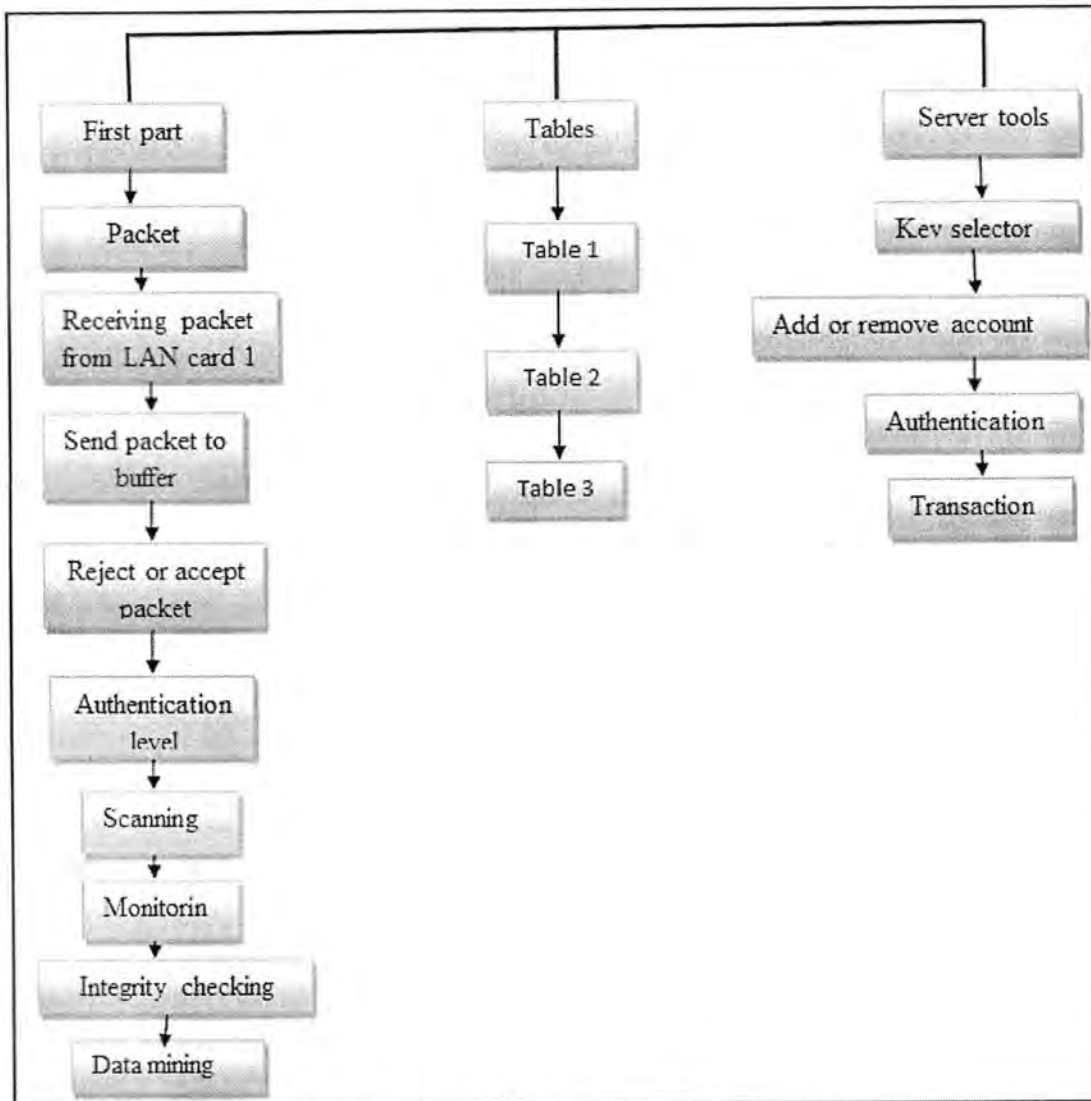 First part
Packet
Receiving packet
from LAN card 1
Send packet to
buffer
Reject or accept
packet
Authentication
level
Scanning
Monitorin
Integrity checking
Data mining
Tables
Table 1
Table 2
Table 3
Server tools
Kev selector
Add or remove account
Authentication
Transaction